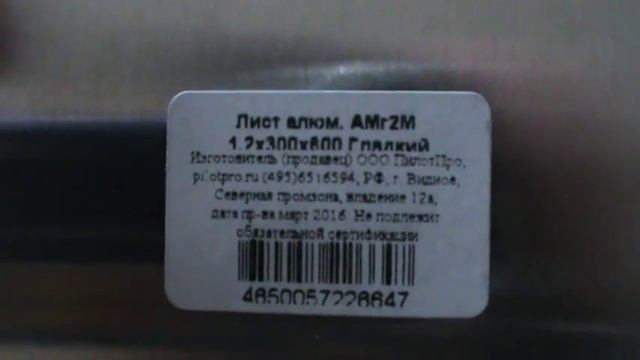 Лист алюм. АМг2М
1,2х300х600 Гладкий
Изготовитель (продавец) ООО ПилотПро,
pilotpro.ru (495)6516594, РФ, г. Видное,
Северная промзона, владение 12а,
дата пр-ва март 2016. Не подлежит
обязательной сертификации
4650057226647